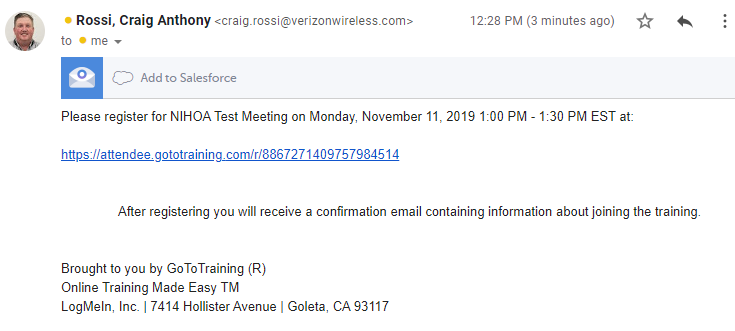 Rossi, Craig Anthony <craig.rossi@verizonwireless.com> 12:28 PM (3 minutes ago)
to me
Add to Salesforce
Please register for NIHOA Test Meeting on Monday, November 11, 2019 1:00 PM - 1:30 PM EST at:
https://attendee.gototraining.com/r/8867271409757984514
After registering you will receive a confirmation email containing information about joining the training.
Brought to you by GoToTraining (R)
Online Training Made Easy TM
LogMeIn, Inc. | 7414 Hollister Avenue | Goleta, CA 93117